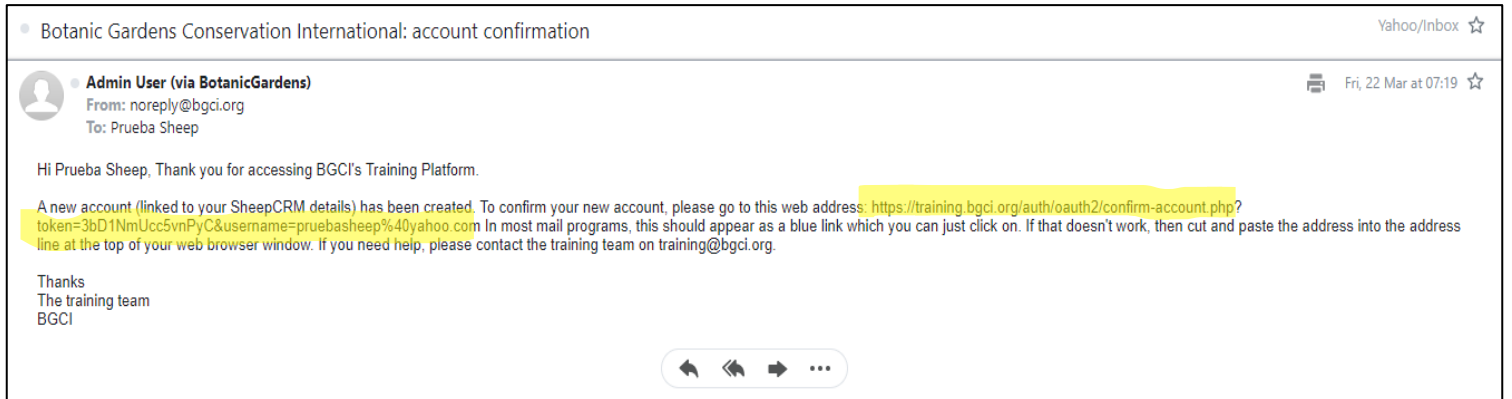 Botanic Gardens Conservation International: account confirmation
Yahoo/Inbox
Admin User (via BotanicGardens)
Fri, 22 Mar at 07:19
From: noreply@bgci.org
To: Prueba Sheep
Hi Prueba Sheep, Thank you for accessing BGCI's Training Platform.
A new account (linked to your SheepCRM details) has been created. To confirm your new account, please go to this web address: https://training.bgci.org/auth/oauth2/confirm-account.php?
token=3bD1NmUcc5vnPyC&username=pruebasheep%40yahoo.com In most mail programs, this should appear as a blue link which you can just click on. If that doesn't work, then cut and paste the address into the address
line at the top of your web browser window. If you need help, please contact the training team on training@bgci.org.
Thanks
The training team
BGCI